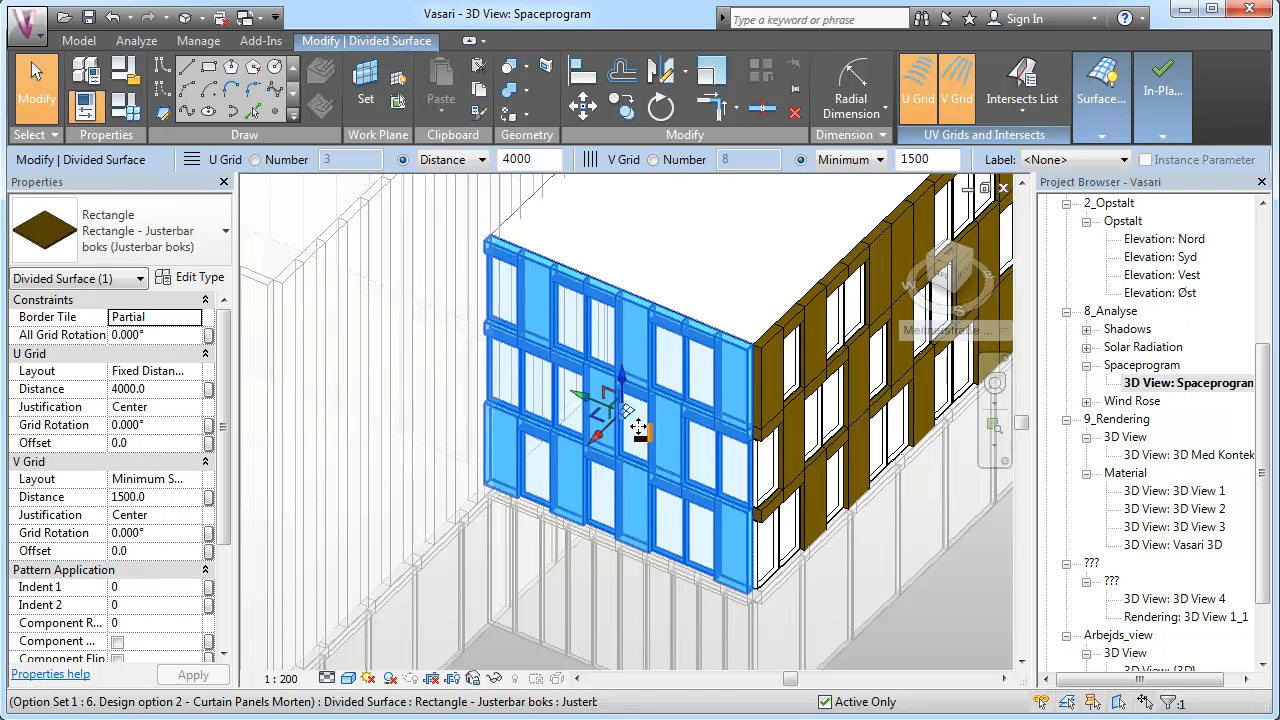 Vasari - 3D View: Spaceprogram
Type a keyword or phrase
Sign In
Model
Analyze
Manage
Add-Ins
Modify | Divided Surface
Modify
Set
Paste
Radial Dimension
U Grid
V Grid
Intersects List
Surface...
In-Pla...
Select
Properties
Draw
Work Plane
Clipboard
Geometry
Modify
Dimension
UV Grids and Intersects
Modify | Divided Surface
U Grid
Number
3
Distance
4000
V Grid
Number
8
Minimum
1500
Label:
<None>
Instance Parameter
Properties
Rectangle
Rectangle - Justerbar boks (Justerbar boks)
Divided Surface (1)
Edit Type
Constraints
Border Tile Partial
All Grid Rotation 0.000°
U Grid
Layout Fixed Distan...
Distance 4000.0
Justification Center
Grid Rotation 0.000°
Offset 0.0
V Grid
Layout Minimum S...
Distance 1500.0
Justification Center
Grid Rotation 0.000°
Offset 0.0
Pattern Application
Indent 1 0
Indent 2 0
Component R... 0
Component ...
Component Flip
Properties help
Apply
W
S
Meitnerstraße ...
1 : 200
Project Browser - Vasari
2_Opstalt
Opstalt
Elevation: Nord
Elevation: Syd
Elevation: Vest
Elevation: Øst
8_Analyse
Shadows
Solar Radiation
Spaceprogram
3D View: Spaceprogram
Wind Rose
9_Rendering
3D View
3D View: 3D Med Kontek
Material
3D View: 3D View 1
3D View: 3D View 2
3D View: 3D View 3
3D View: Vasari 3D
???
???
3D View: 3D View 4
Rendering: 3D View 1_1
Arbejds_view
3D View
3D View: {3D}
(Option Set 1 : 6. Design option 2 - Curtain Panels Morten) : Divided Surface : Rectangle - Justerbar boks : Justerb
Active Only
:1